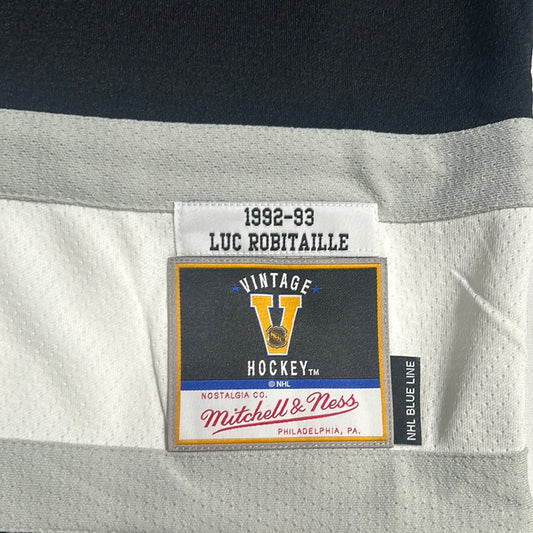 1992-93
LUC ROBITAILLE
VINTAGE
V
HOCKEY™
© NHL
NOSTALGIA CO.
Mitchell & Ness
PHILADELPHIA, PA.
NHL BLUE LINE